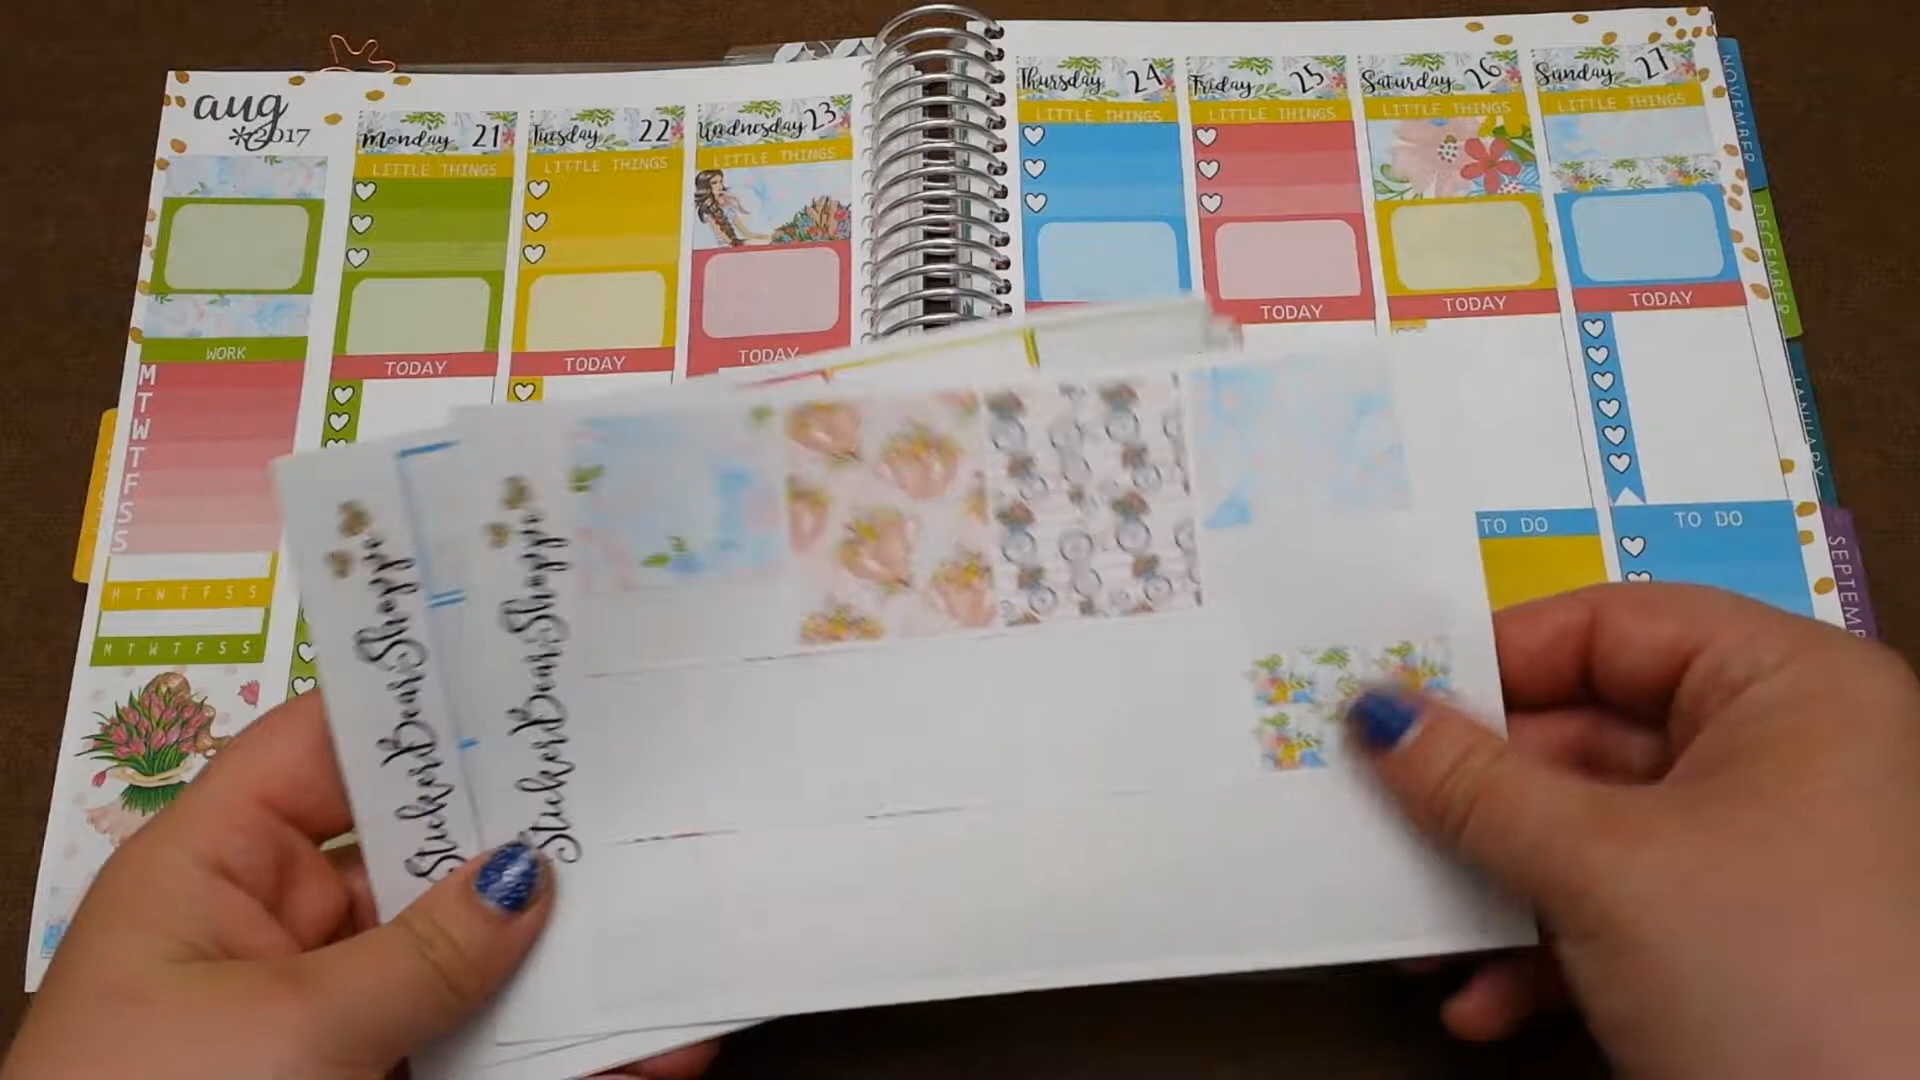 aug
2017
Monday 21
Tuesday 22
Wednesday 23
Thursday 24
Friday 25
Saturday 26
Sunday 27
LITTLE THINGS
LITTLE THINGS
LITTLE THINGS
LITTLE THINGS
LITTLE THINGS
LITTLE THINGS
LITTLE THINGS
WORK
TODAY
TODAY
TODAY
TODAY
TODAY
TODAY
M
T
W
T
F
S
S
M T W T F S S
M T W T F S S
TO DO
TO DO
StickerBearShoppe
StickerBearShoppe
NOVEMBER
DECEMBER
JANUARY
SEPTEMB